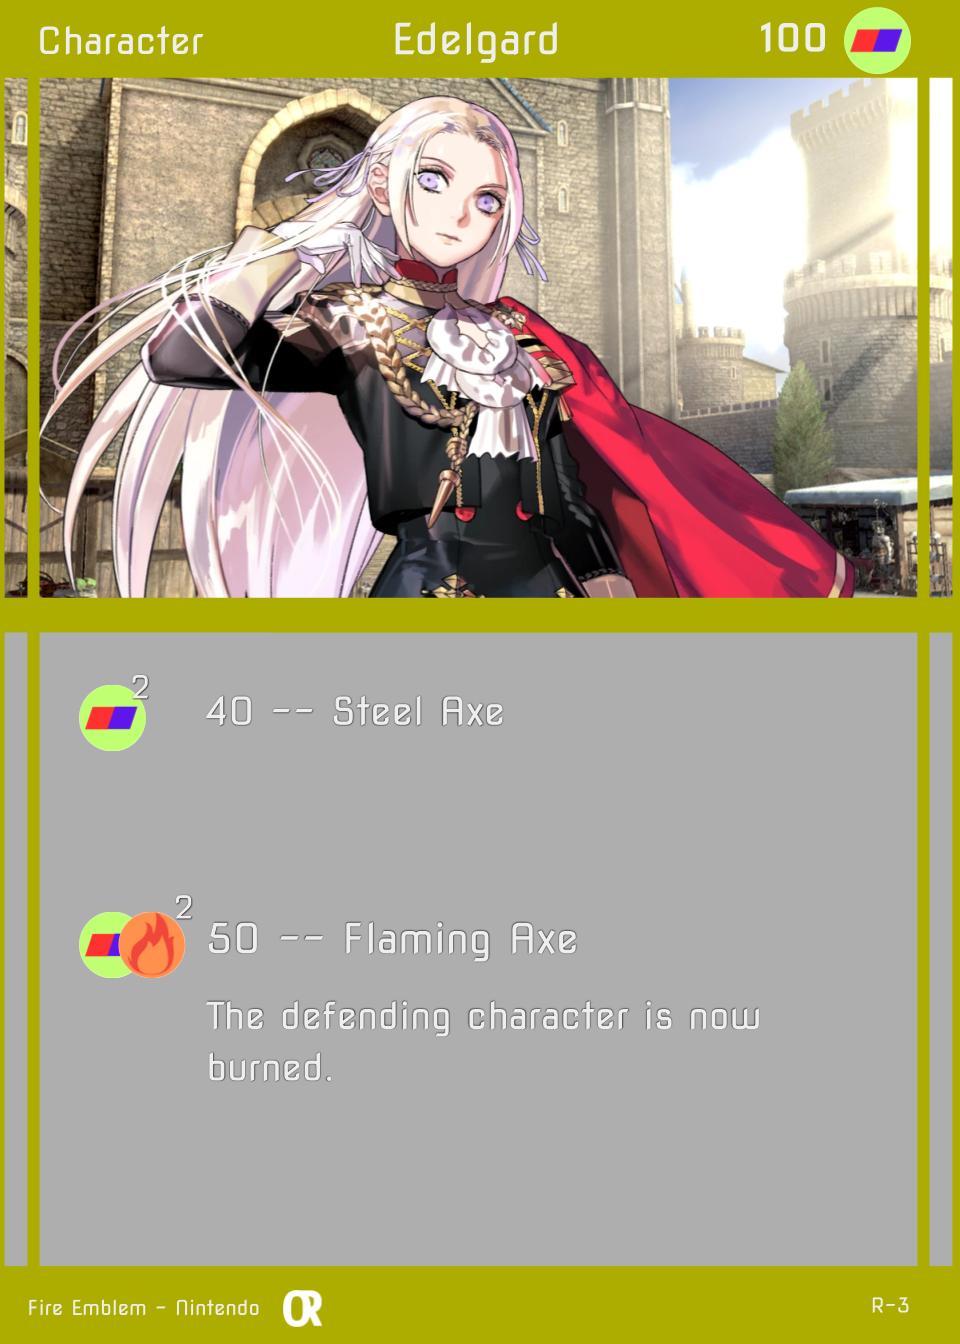 Character Edelgard 100
2
40 -- Steel Axe
2
50 -- Flaming Axe
The defending character is now
burned.
Fire Emblem - Nintendo OR R-3